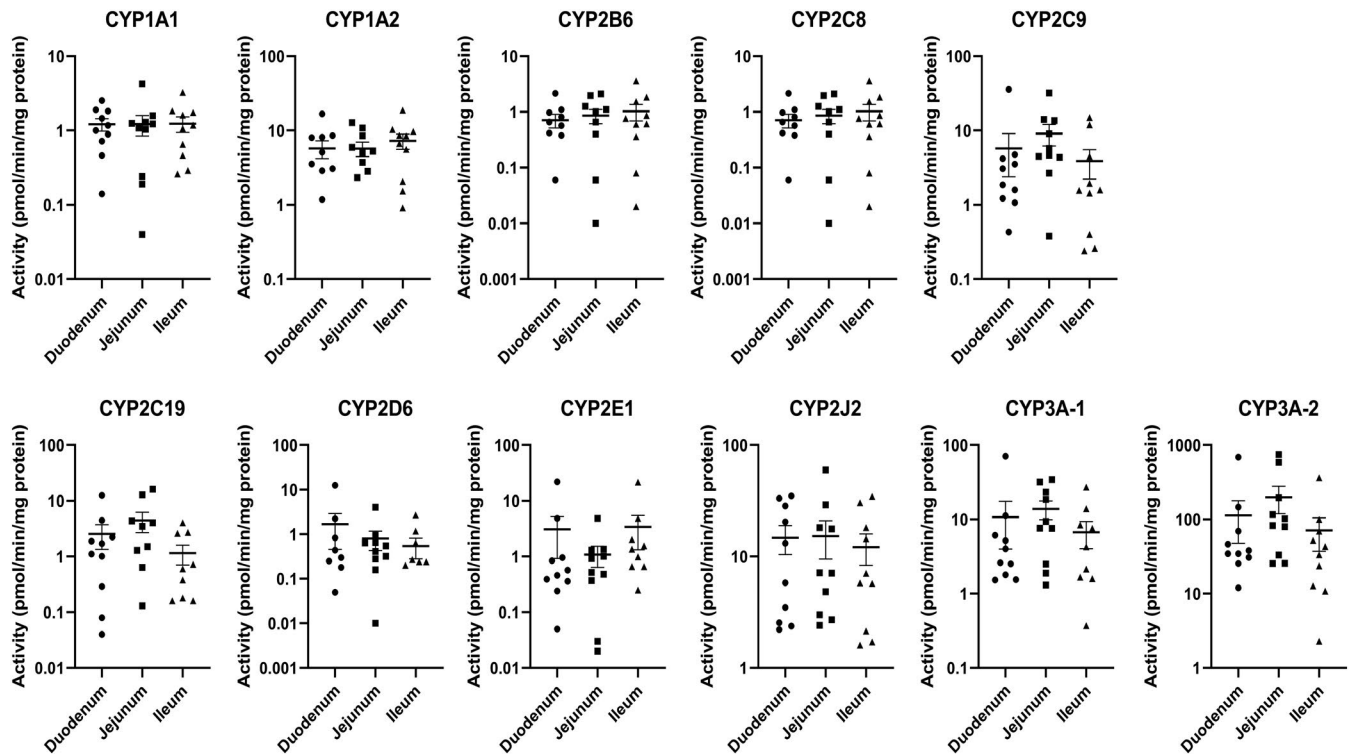 CYP1A1
Activity (pmol/min/mg protein)
10
1
0.1
0.01
Duodenum
Jejunum
Ileum
CYP1A2
Activity (pmol/min/mg protein)
100
10
1
0.1
Duodenum
Jejunum
Ileum
CYP2B6
Activity (pmol/min/mg protein)
10
1
0.1
0.01
0.001
Duodenum
Jejunum
Ileum
CYP2C8
Activity (pmol/min/mg protein)
10
1
0.1
0.01
0.001
Duodenum
Jejunum
Ileum
CYP2C9
Activity (pmol/min/mg protein)
100
10
1
0.1
Duodenum
Jejunum
Ileum
CYP2C19
Activity (pmol/min/mg protein)
100
10
1
0.1
0.01
Duodenum
Jejunum
Ileum
CYP2D6
Activity (pmol/min/mg protein)
100
10
1
0.1
0.01
0.001
Duodenum
Jejunum
Ileum
CYP2E1
Activity (pmol/min/mg protein)
100
10
1
0.1
0.01
Duodenum
Jejunum
Ileum
CYP2J2
Activity (pmol/min/mg protein)
100
10
1
Duodenum
Jejunum
Ileum
CYP3A-1
Activity (pmol/min/mg protein)
100
10
1
0.1
Duodenum
Jejunum
Ileum
CYP3A-2
Activity (pmol/min/mg protein)
1000
100
10
1
Duodenum
Jejunum
Ileum